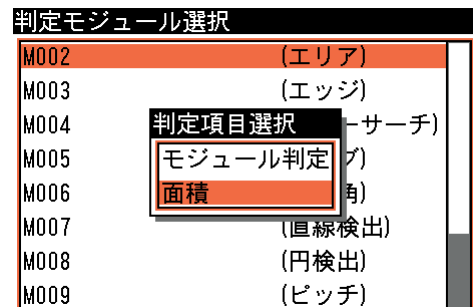 判定モジュール選択
M002 (エリア)
M003 (エッジ)
M004 ーサーチ)
判定項目選択
モジュール判定
面積
M005 ブ)
M006 角)
M007 (直線検出)
M008 (円検出)
M009 (ピッチ)